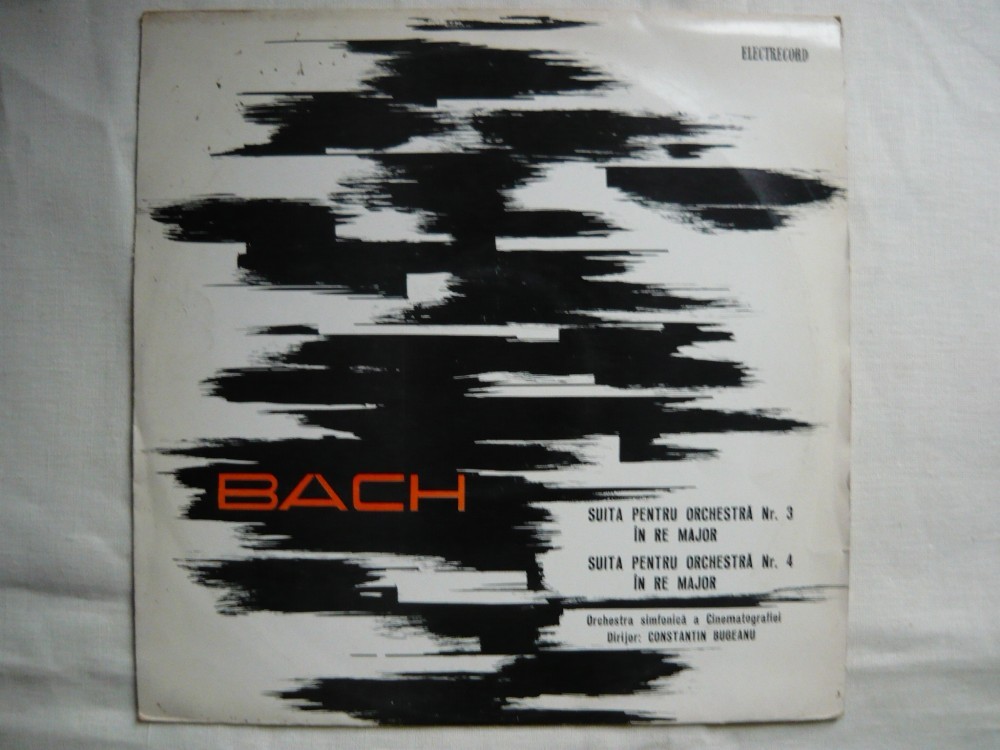 ELECTRECORD
BACH
SUITA PENTRU ORCHESTRĂ Nr. 3
ÎN RE MAJOR
SUITA PENTRU ORCHESTRĂ Nr. 4
ÎN RE MAJOR
Orchestra simfonică a Cinematografiei
Dirijor: CONSTANTIN BUGEANU